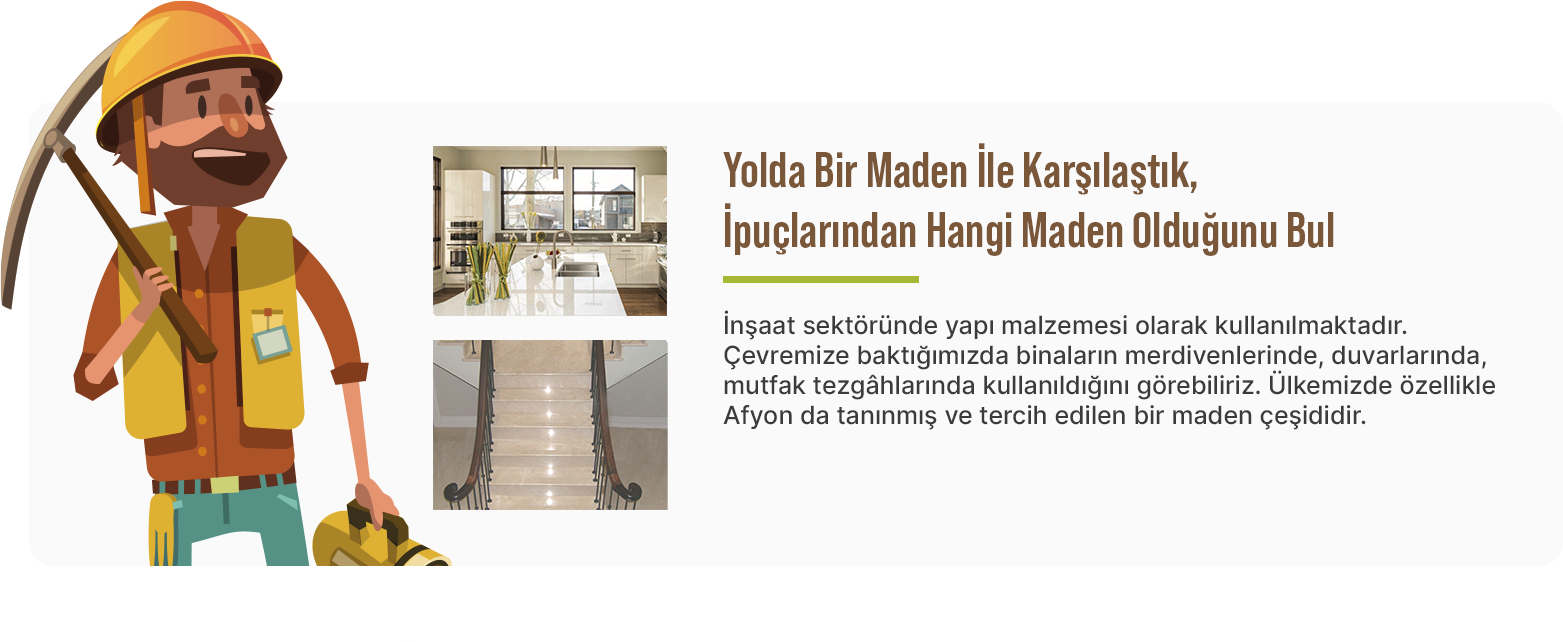 Yolda Bir Maden İle Karşılaştık,
İpuçlarından Hangi Maden Olduğunu Bul
İnşaat sektöründe yapı malzemesi olarak kullanılmaktadır.
Çevremize baktığımızda binaların merdivenlerinde, duvarlarında,
mutfak tezgâhlarında kullanıldığını görebiliriz. Ülkemizde özellikle
Afyon da tanınmış ve tercih edilen bir maden çeşididir.